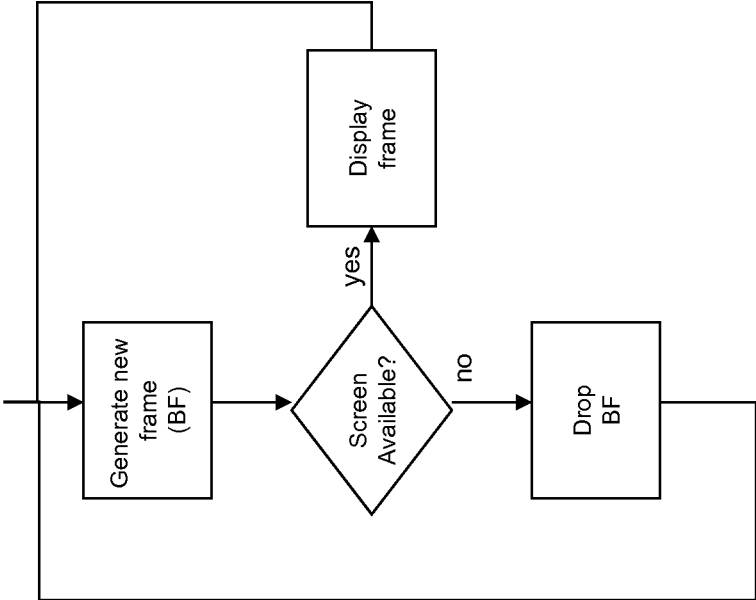 Generate new
frame
(BF)
Screen
Available?
yes
Display
frame
no
Drop
BF